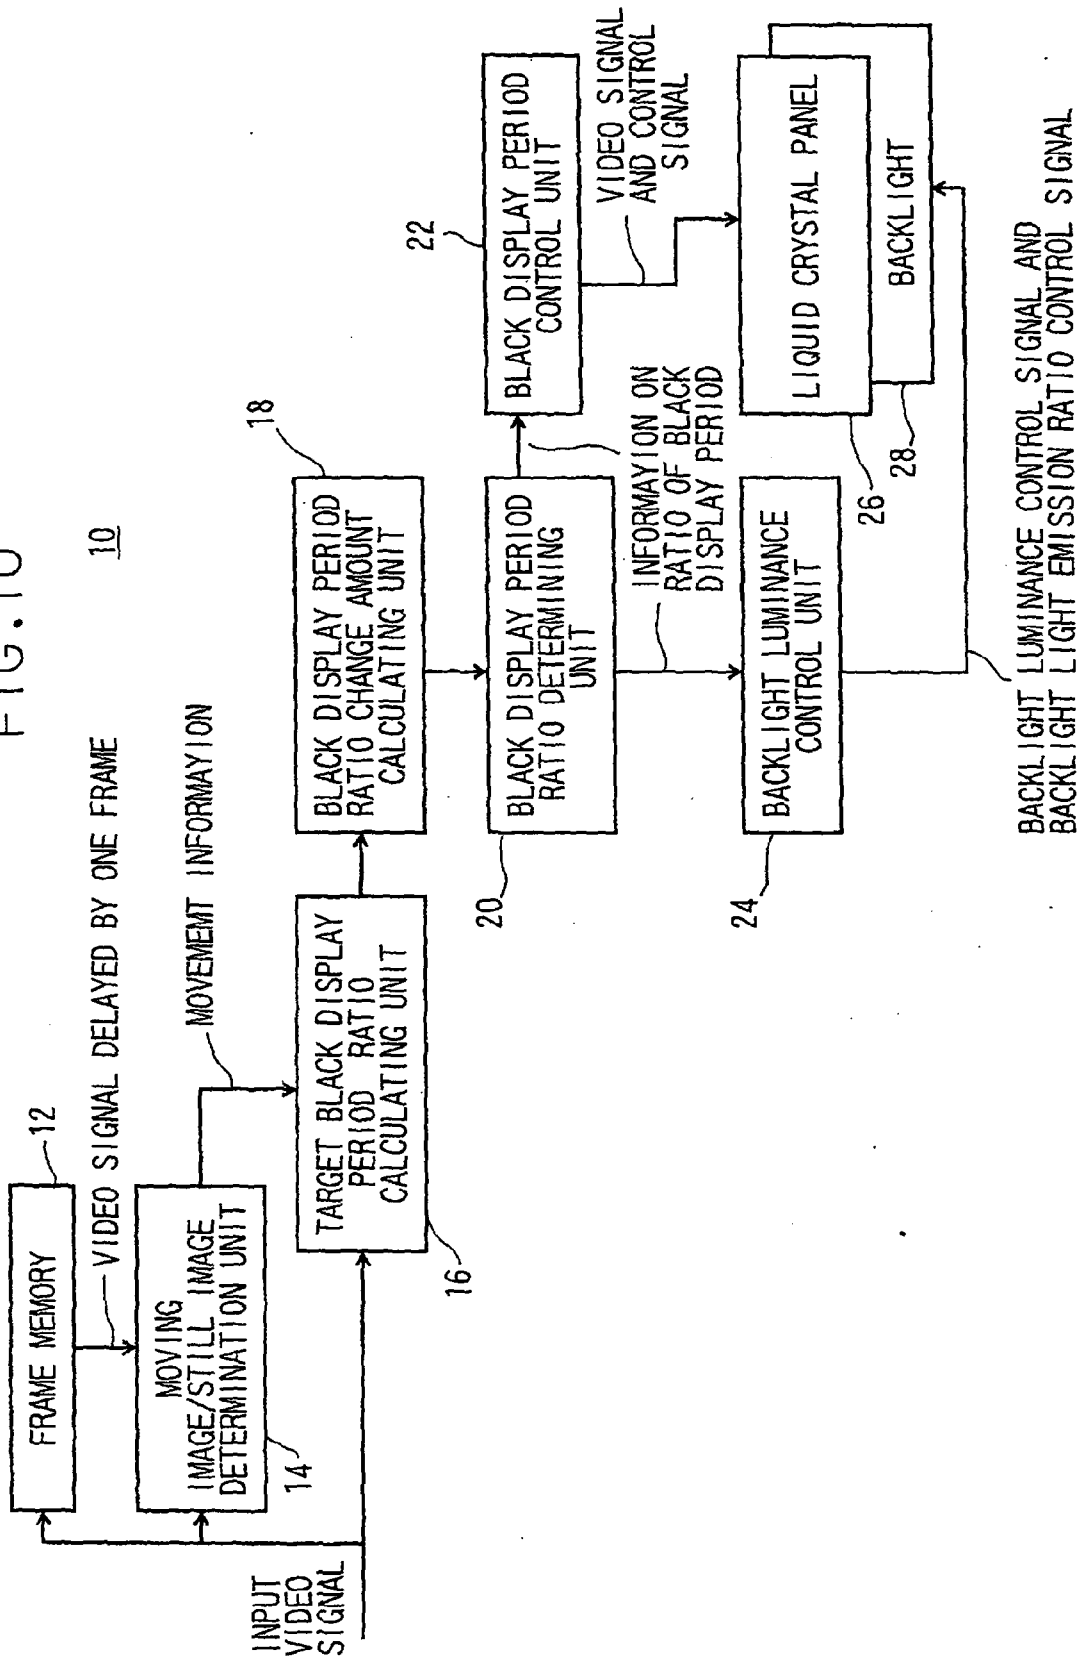 FIG.10
10
INPUT
VIDEO
SIGNAL
FRAME MEMORY
12
VIDEO SIGNAL DELAYED BY ONE FRAME
MOVING
IMAGE/STILL IMAGE
DETERMINATION UNIT
14
MOVEMEMT INFORMAYION
TARGET BLACK DISPLAY
PERIOD RATIO
CALCULATING UNIT
16
BLACK DISPLAY PERIOD
RATIO CHANGE AMOUNT
CALCULATING UNIT
18
BLACK DISPLAY PERIOD
RATIO DETERMINING
UNIT
20
INFORMAYION ON
RATIO OF BLACK
DISPLAY PERIOD
BLACK DISPLAY PERIOD
CONTROL UNIT
22
VIDEO SIGNAL
AND CONTROL
SIGNAL
BACKLIGHT LUMINANCE
CONTROL UNIT
24
LIQUID CRYSTAL PANEL
26
BACKLIGHT
28
BACKLIGHT LUMINANCE CONTROL SIGNAL AND
BACKLIGHT LIGHT EMISSION RATIO CONTROL SIGNAL